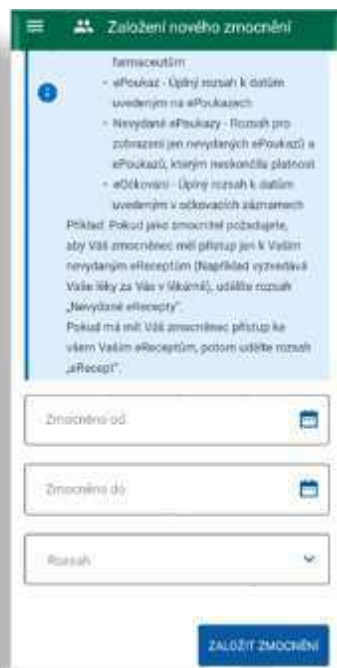 Založení nového zmocnění
farmaceutům
- ePoukaz - Úplný rozsah k datům
uvedeným na ePoukazech
- Nevydané ePoukazy - Rozsah pro
zobrazení jen nevydaných ePoukazů a
ePoukazů, kterým neskončila platnost
- eOčkování - Úplný rozsah k datům
uvedeným v očkovacích záznamech
Příklad: Pokud jako zmocnitel požadujete,
aby Váš zmocněnec měl přístup jen k Vašim
nevydaným eReceptům (Například vyzvedává
Vaše léky za Vás v lékárně), udělte rozsah
„Nevydané eRecepty".
Pokud má mít Váš zmocněnec přístup ke
všem Vašim eReceptům, potom udělte rozsah
„eRecept".
Zmocněno od
Zmocněno do
Rozsah
ZALOŽIT ZMOCNĚNÍ